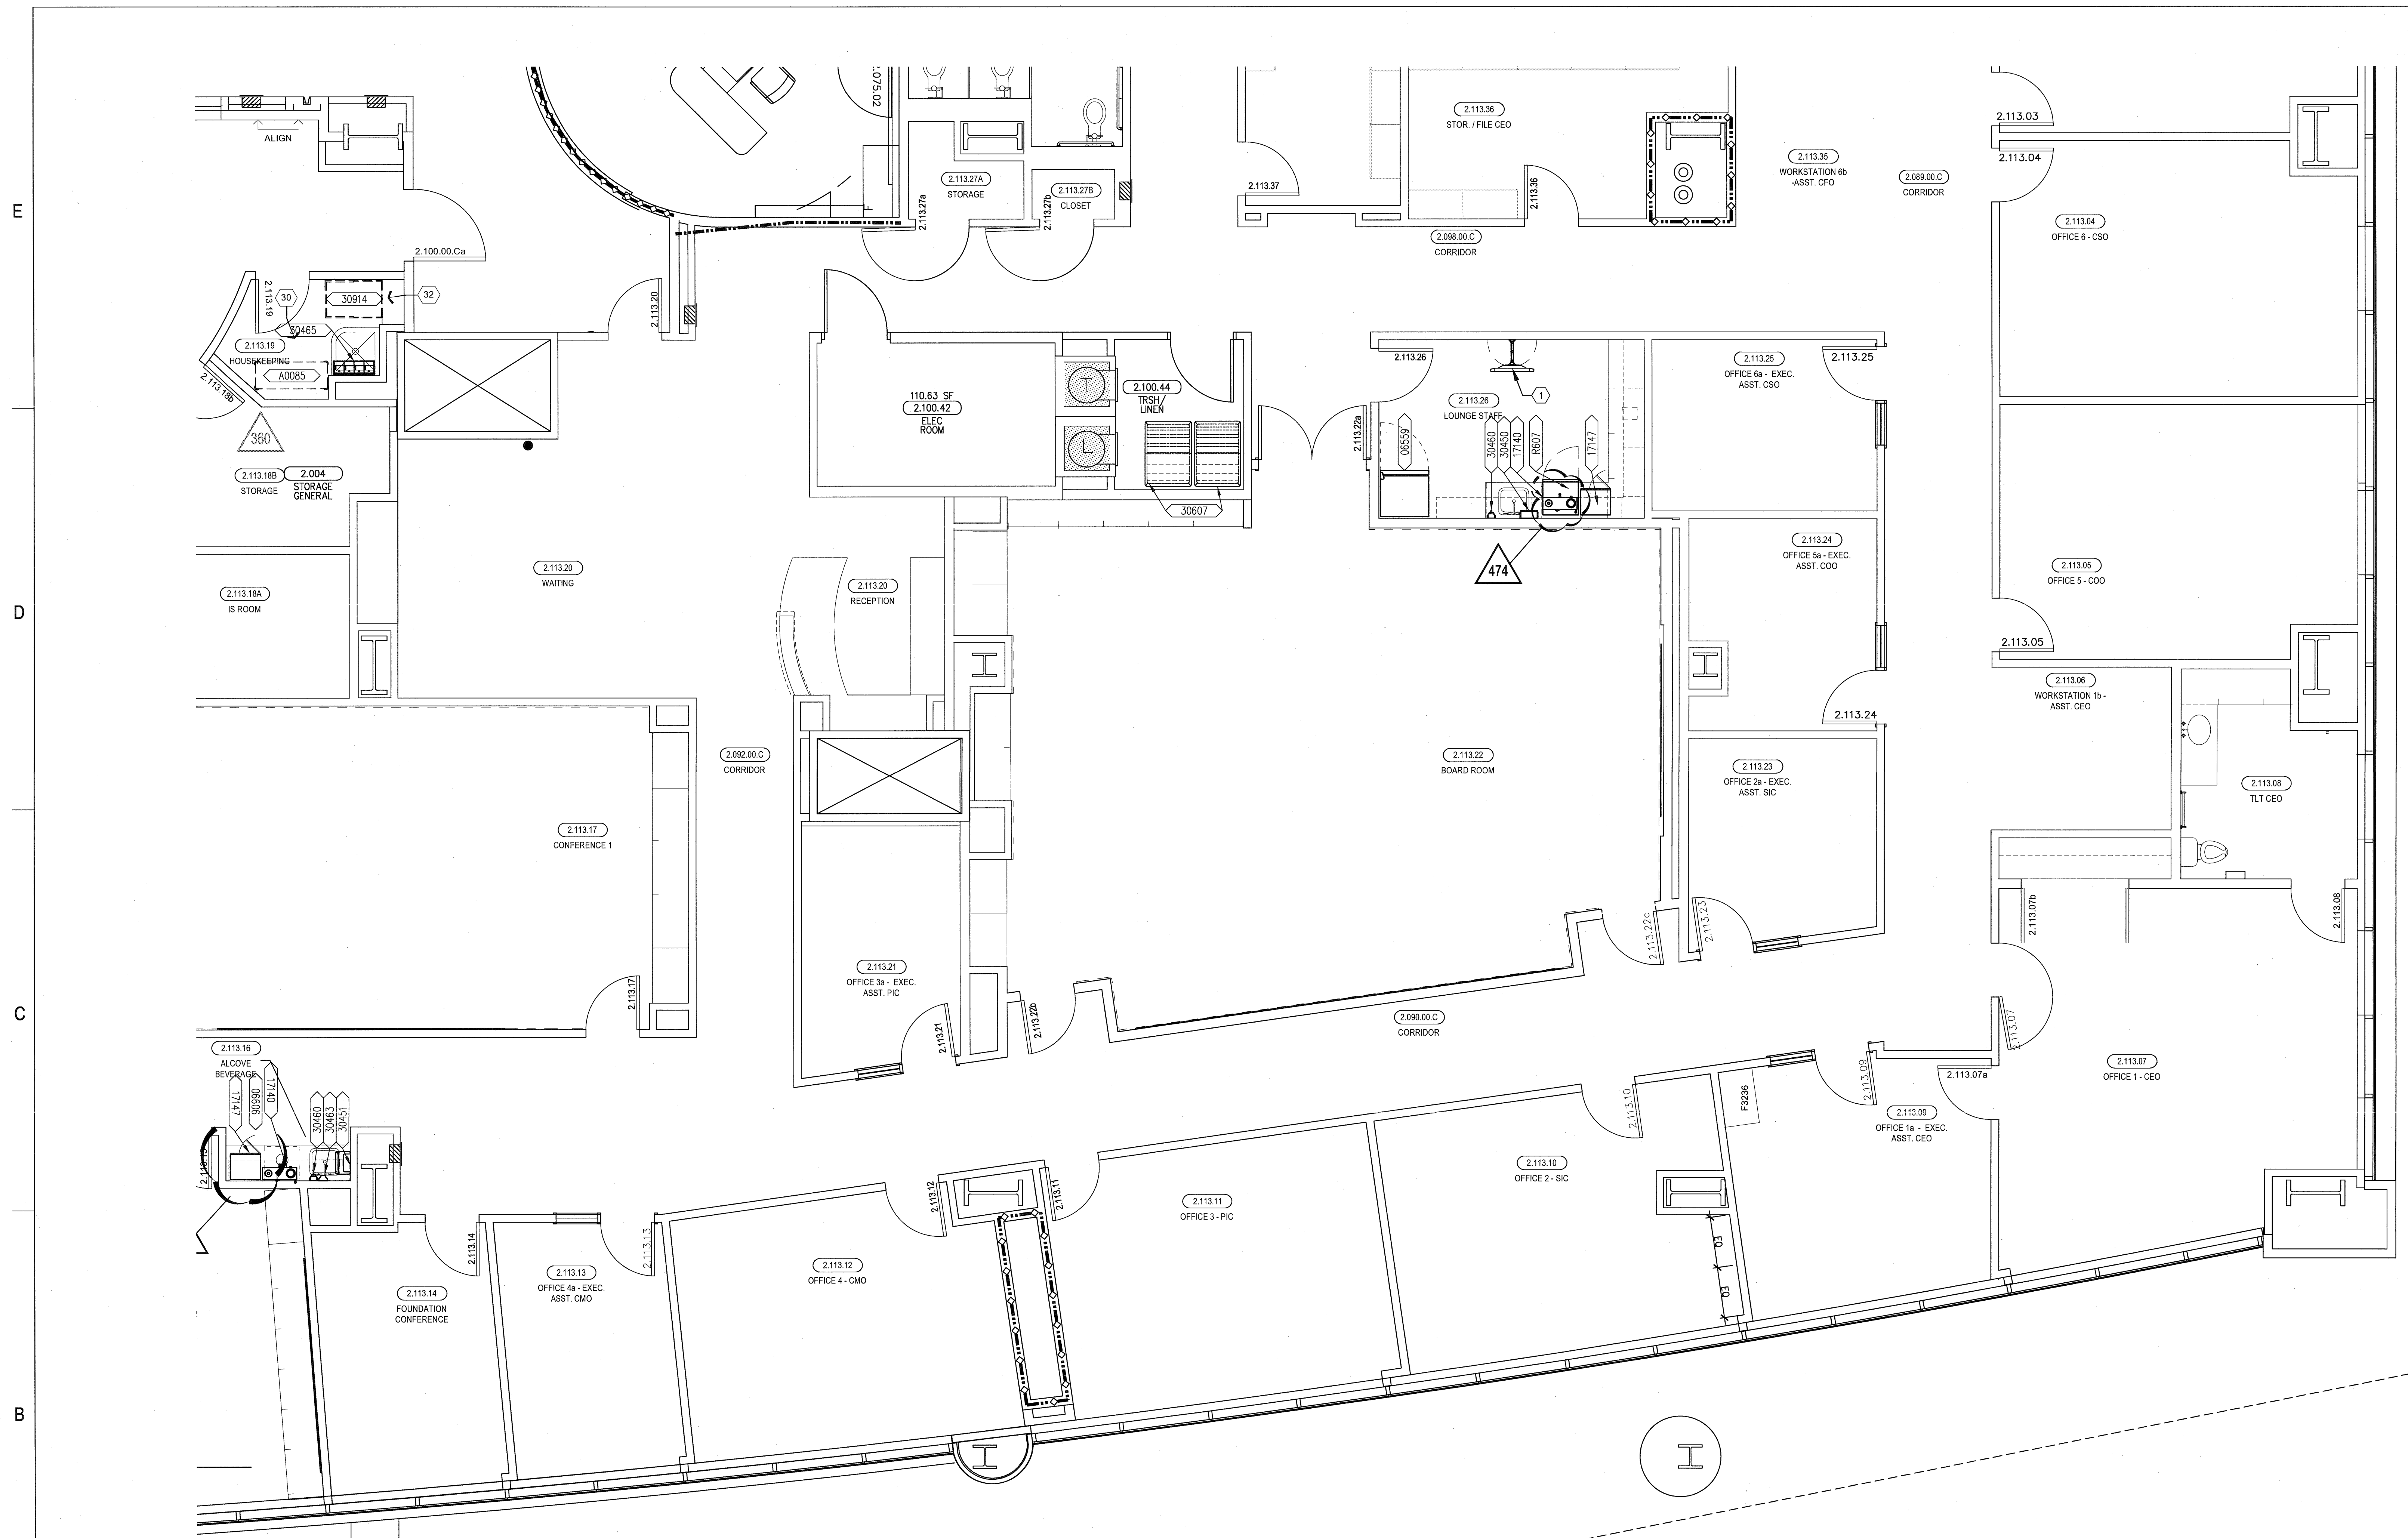 E
D
C
B
ALIGN
2.100.00.Ca
2.113.19
30
30914
32
30465
2.113.19
HOUSEKEEPING
A0085
2.113.18b
360
2.113.18B
STORAGE
2.004
STORAGE
GENERAL
2.113.18A
IS ROOM
2.113.20
2.113.20
WAITING
2.113.20
RECEPTION
.075.02
2.113.27A
STORAGE
2.113.27a
2.113.27B
CLOSET
2.113.27b
110.63 SF
2.100.42
ELEC
ROOM
T
L
2.100.44
TRSH/
LINEN
30607
2.113.37
2.113.36
STOR. / FILE CEO
2.113.36
2.098.00.C
CORRIDOR
2.113.35
WORKSTATION 6b
-ASST. CFO
2.089.00.C
CORRIDOR
2.113.03
2.113.04
2.113.04
OFFICE 6 - CSO
2.113.26
2.113.22a
2.113.26
LOUNGE STAFF
1
06559
30460
30450
17140
R607
17147
474
2.113.25
OFFICE 6a - EXEC.
ASST. CSO
2.113.25
2.113.24
OFFICE 5a - EXEC.
ASST. COO
2.113.24
2.113.05
OFFICE 5 - COO
2.113.05
2.113.06
WORKSTATION 1b -
ASST. CEO
2.113.08
TLT CEO
2.113.08
2.113.07b
2.113.23
OFFICE 2a - EXEC.
ASST. SIC
2.113.23
2.113.22
BOARD ROOM
2.113.22c
2.113.22b
2.092.00.C
CORRIDOR
2.113.17
CONFERENCE 1
2.113.17
2.113.21
OFFICE 3a - EXEC.
ASST. PIC
2.113.21
2.090.00.C
CORRIDOR
2.113.07
2.113.07
OFFICE 1 - CEO
2.113.07a
2.113.09
2.113.09
OFFICE 1a - EXEC.
ASST. CEO
F3236
2.113.16
ALCOVE
BEVERAGE
17147
06606
17140
30460
30463
30451
2.113.10
2.113.10
OFFICE 2 - SIC
EQ
EQ
2.113.11
2.113.11
OFFICE 3 - PIC
2.113.12
2.113.12
OFFICE 4 - CMO
2.113.13
2.113.13
OFFICE 4a - EXEC.
ASST. CMO
2.113.14
2.113.14
FOUNDATION
CONFERENCE